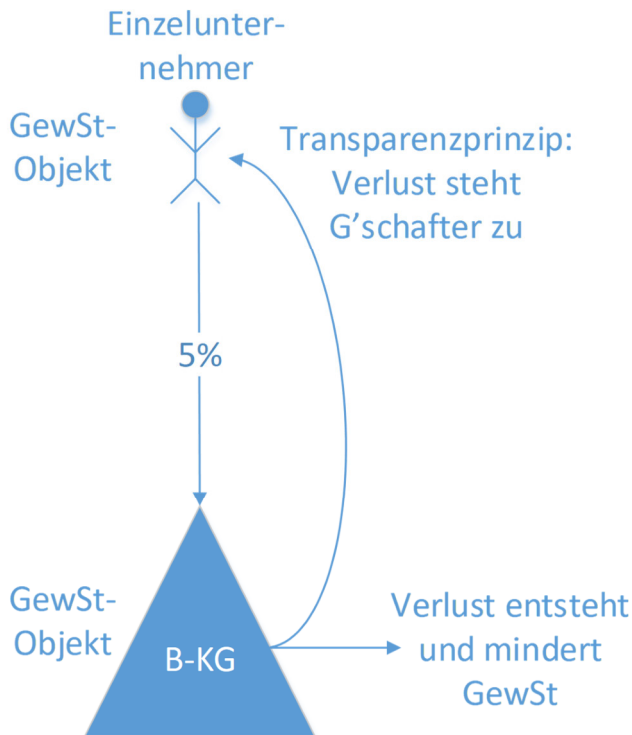 Einzelunter-
nehmer
GewSt-
Objekt
Transparenzprinzip:
Verlust steht
G’schafter zu
5%
GewSt-
Objekt
B-KG
Verlust entsteht
und mindert
GewSt